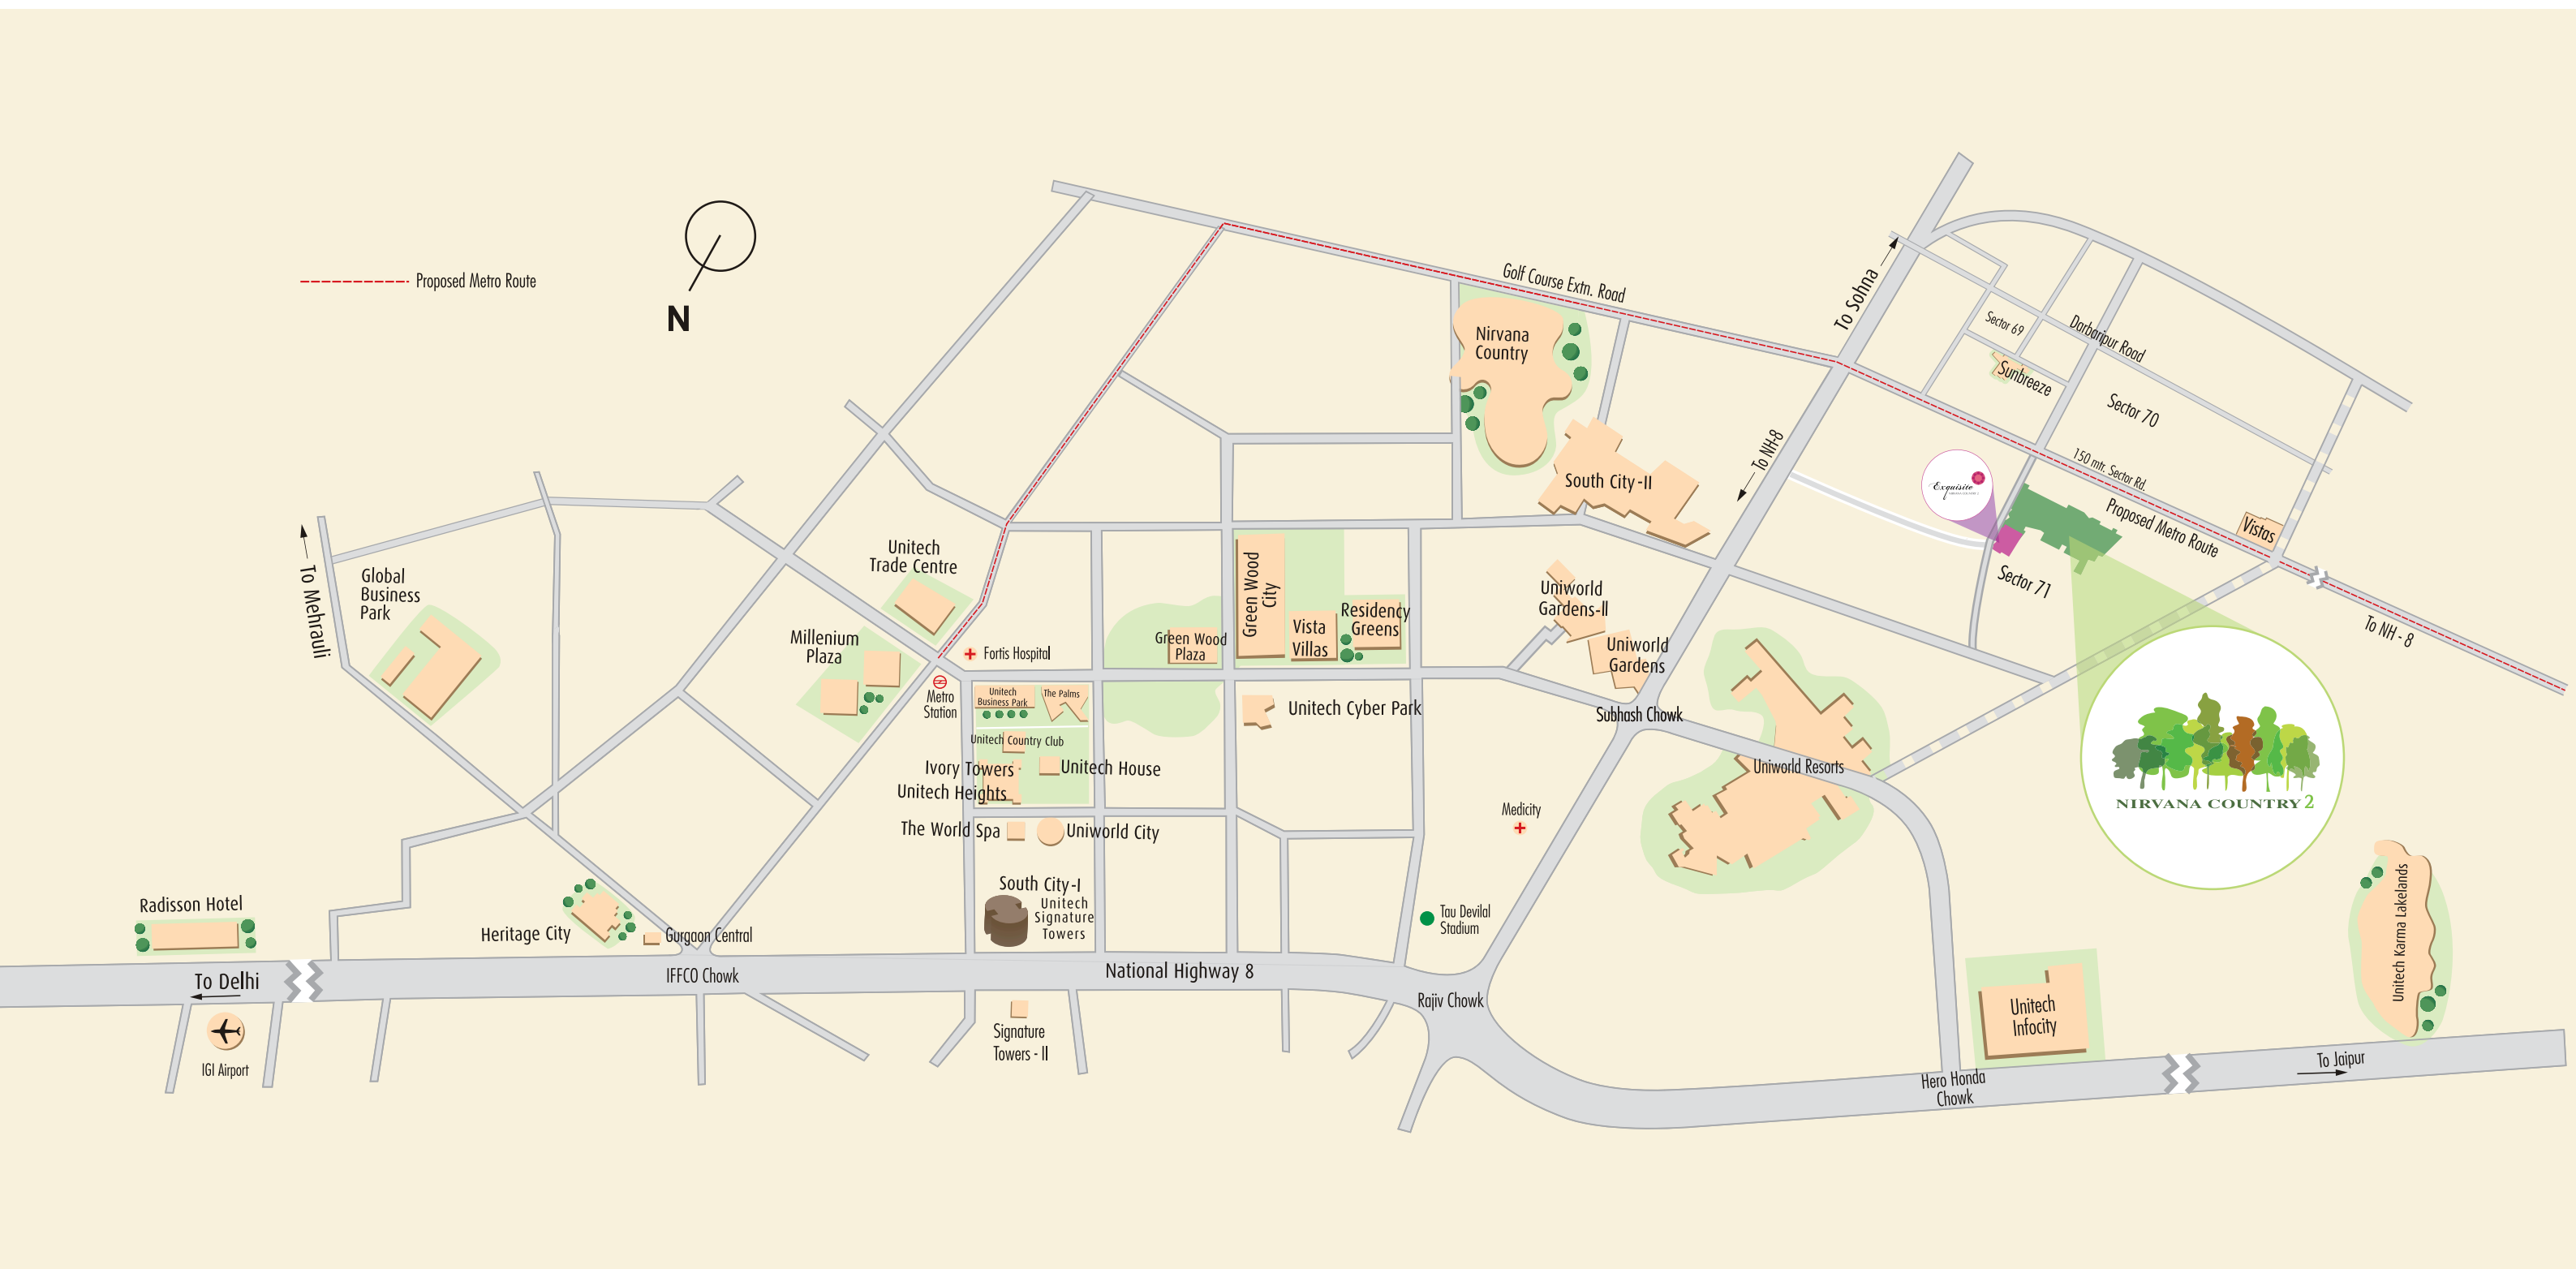 Proposed Metro Route
N
To Mehrauli
Global
Business
Park
Unitech
Trade Centre
Millenium
Plaza
Fortis Hospital
Metro
Station
Unitech
Business Park
The Palms
Unitech Country Club
Ivory Towers
Unitech House
Unitech Heights
The World Spa
Uniworld City
South City-I
Unitech
Signature
Towers
Green Wood
Plaza
Green Wood
City
Vista
Villas
Residency
Greens
Unitech Cyber Park
Golf Course Extn. Road
Nirvana
Country
South City-II
Uniworld
Gardens-II
Uniworld
Gardens
Subhash Chowk
Uniworld Resorts
Medicity
Tau Devilal
Stadium
To Sohna
To NH-8
Sector 69
Darbaripur Road
Sunbreeze
Sector 70
150 mtr. Sector Rd.
Proposed Metro Route
Vistas
Exquisite
Sector 71
To NH - 8
NIRVANA COUNTRY 2
Unitech Karma Lakelands
Unitech
Infocity
Radisson Hotel
Heritage City
Gurgaon Central
To Delhi
IFFCO Chowk
National Highway 8
Rajiv Chowk
IGI Airport
Signature
Towers - II
Hero Honda
Chowk
To Jaipur